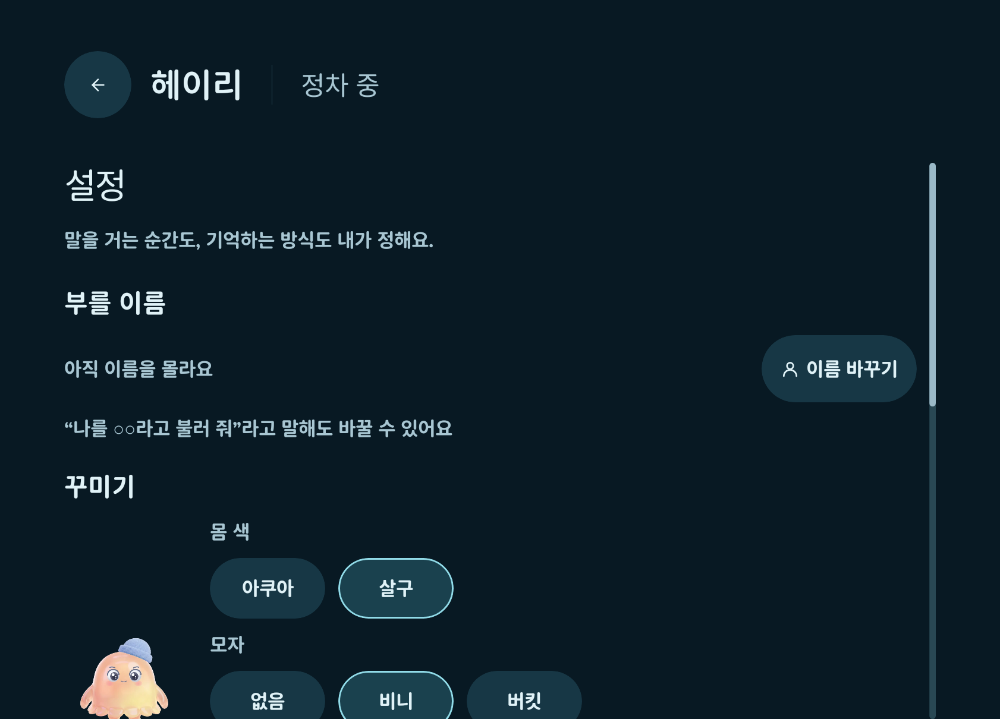 헤이리
정차 중
설정
말을 거는 순간도, 기억하는 방식도 내가 정해요.
부를 이름
아직 이름을 몰라요
이름 바꾸기
“나를 ○○라고 불러 줘”라고 말해도 바꿀 수 있어요
꾸미기
몸 색
아쿠아
살구
모자
없음
비니
버킷